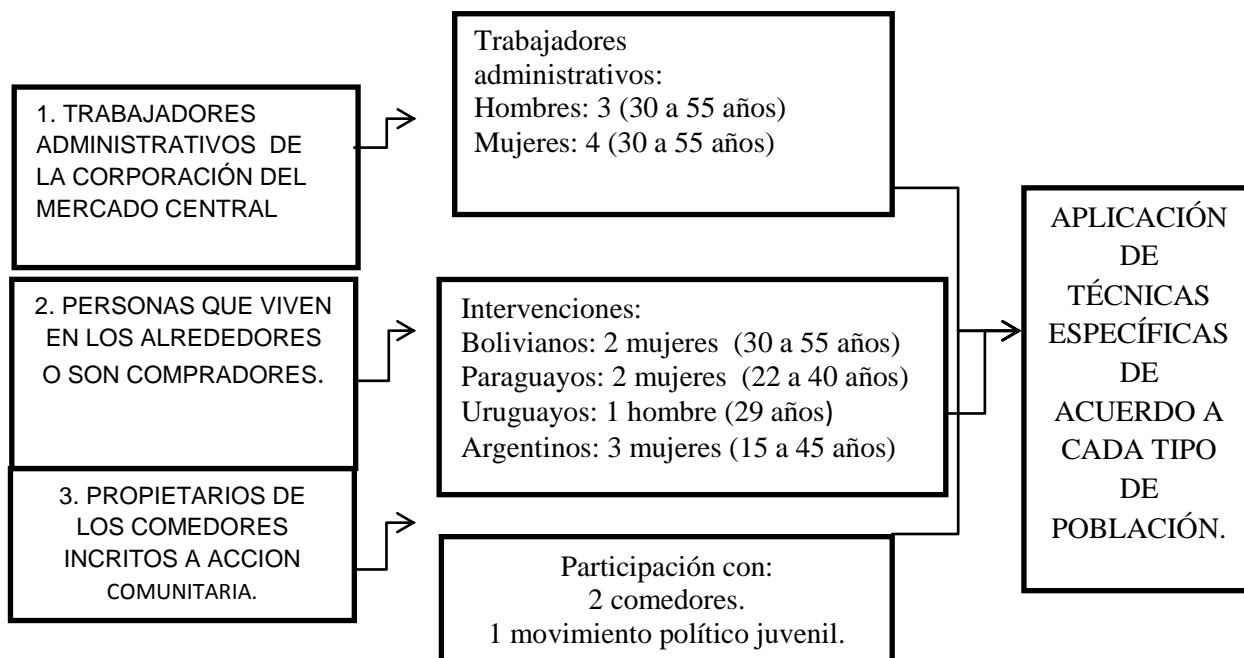 1. TRABAJADORES
ADMINISTRATIVOS DE
LA CORPORACIÓN DEL
MERCADO CENTRAL
Trabajadores
administrativos:
Hombres: 3 (30 a 55 años)
Mujeres: 4 (30 a 55 años)
2. PERSONAS QUE VIVEN
EN LOS ALREDEDORES
O SON COMPRADORES.
Intervenciones:
Bolivianos: 2 mujeres (30 a 55 años)
Paraguayos: 2 mujeres (22 a 40 años)
Uruguayos: 1 hombre (29 años)
Argentinos: 3 mujeres (15 a 45 años)
3. PROPIETARIOS DE
LOS COMEDORES
INCRITOS A ACCION
COMUNITARIA.
Participación con:
2 comedores.
1 movimiento político juvenil.
APLICACIÓN
DE
TÉCNICAS
ESPECÍFICAS
DE
ACUERDO A
CADA TIPO
DE
POBLACIÓN.